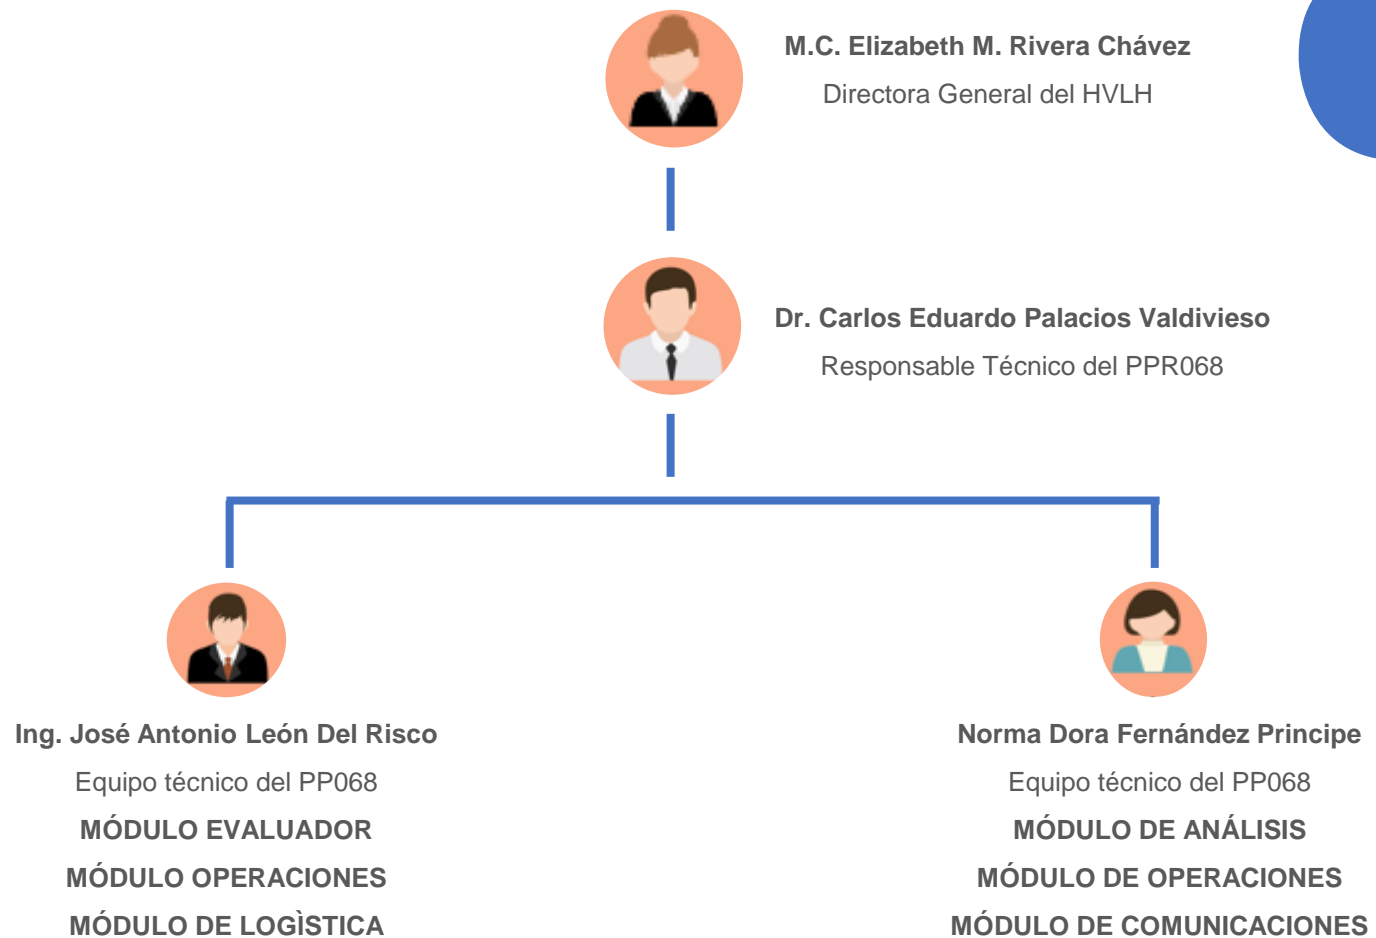 M.C. Elizabeth M. Rivera Chávez
Directora General del HVLH
Dr. Carlos Eduardo Palacios Valdivieso
Responsable Técnico del PPR068
Ing. José Antonio León Del Risco
Equipo técnico del PP068
MÓDULO EVALUADOR
MÓDULO OPERACIONES
MÓDULO DE LOGÌSTICA
Norma Dora Fernández Principe
Equipo técnico del PP068
MÓDULO DE ANÁLISIS
MÓDULO DE OPERACIONES
MÓDULO DE COMUNICACIONES